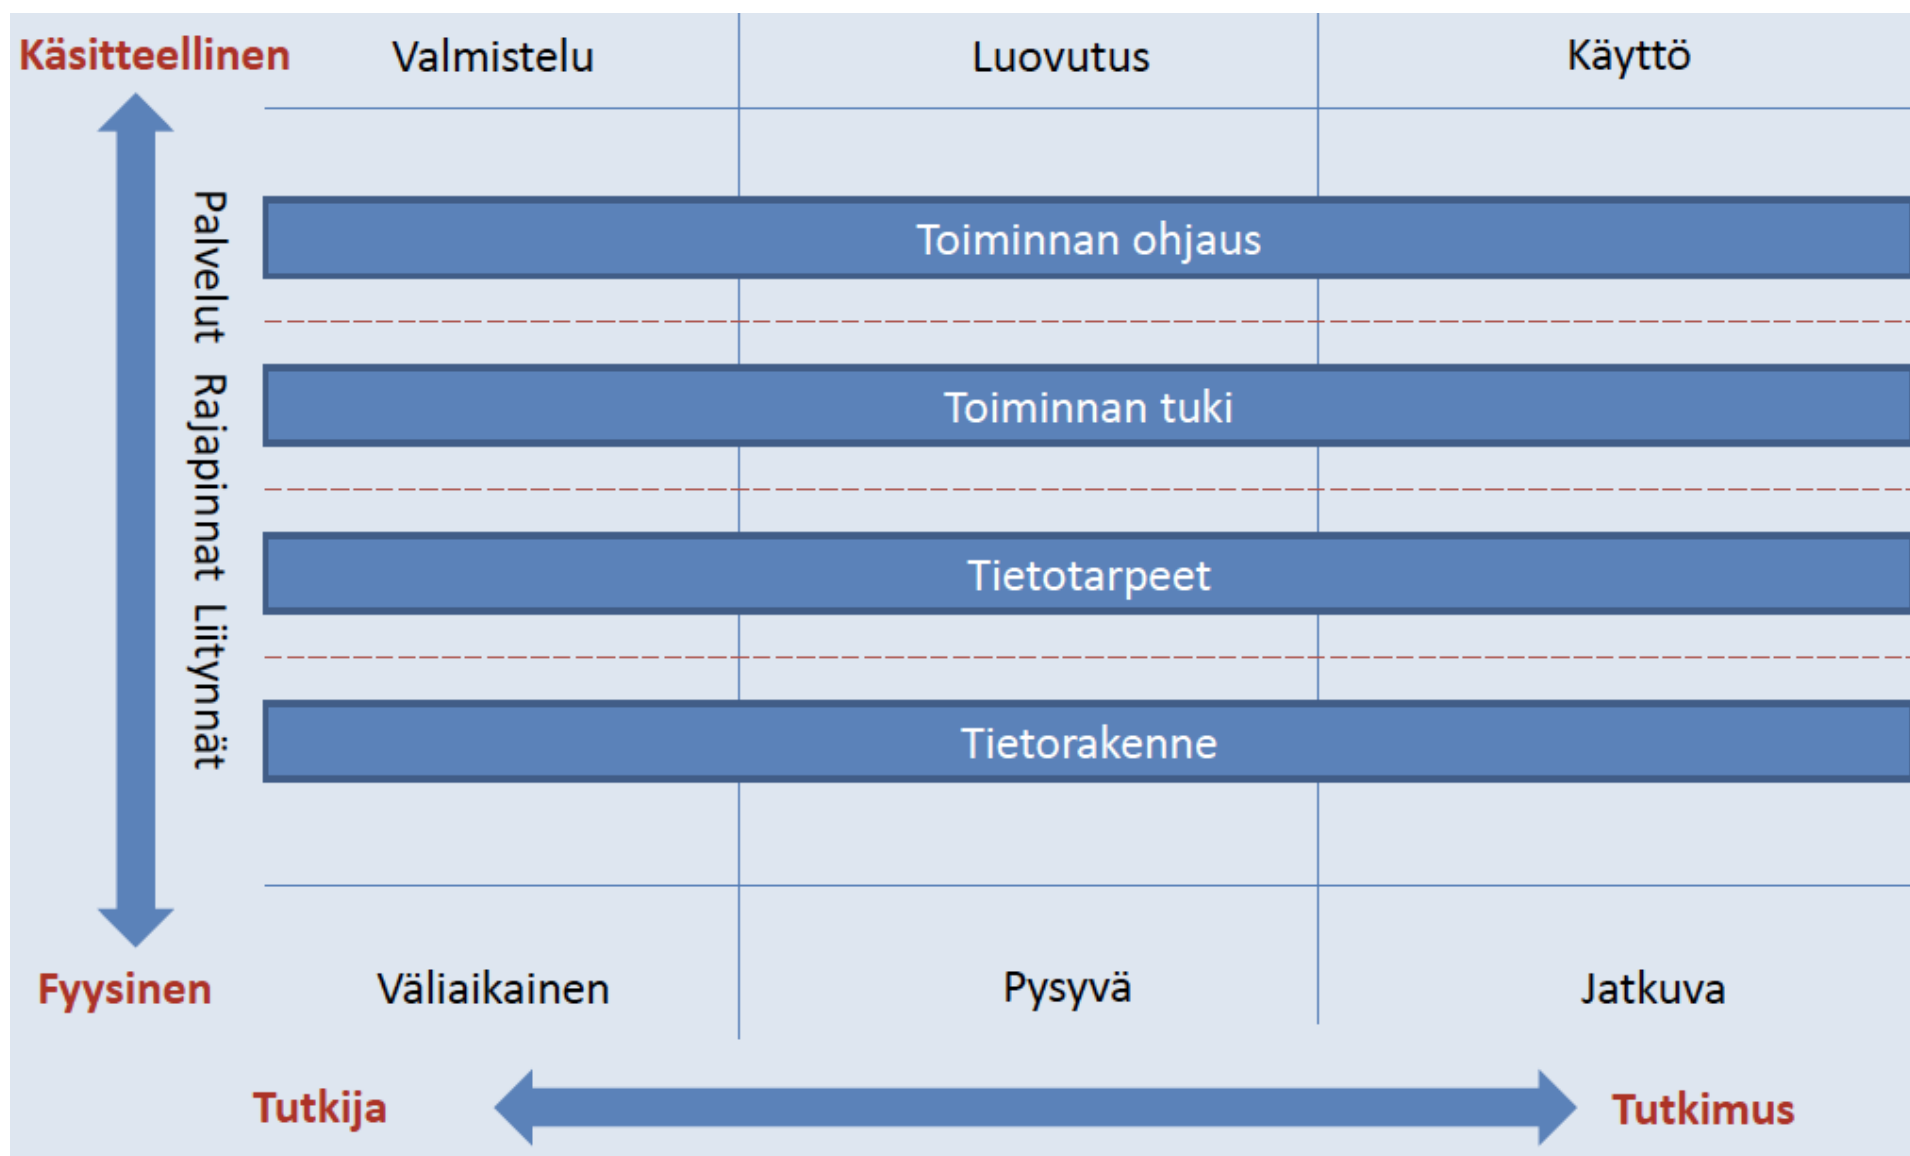 Käsitteellinen Valmistelu Luovutus Käyttö
Palvelut Rajapinnat Liitynnät
Toiminnan ohjaus
Toiminnan tuki
Tietotarpeet
Tietorakenne
Fyysinen Väliaikainen Pysyvä Jatkuva
Tutkija Tutkimus